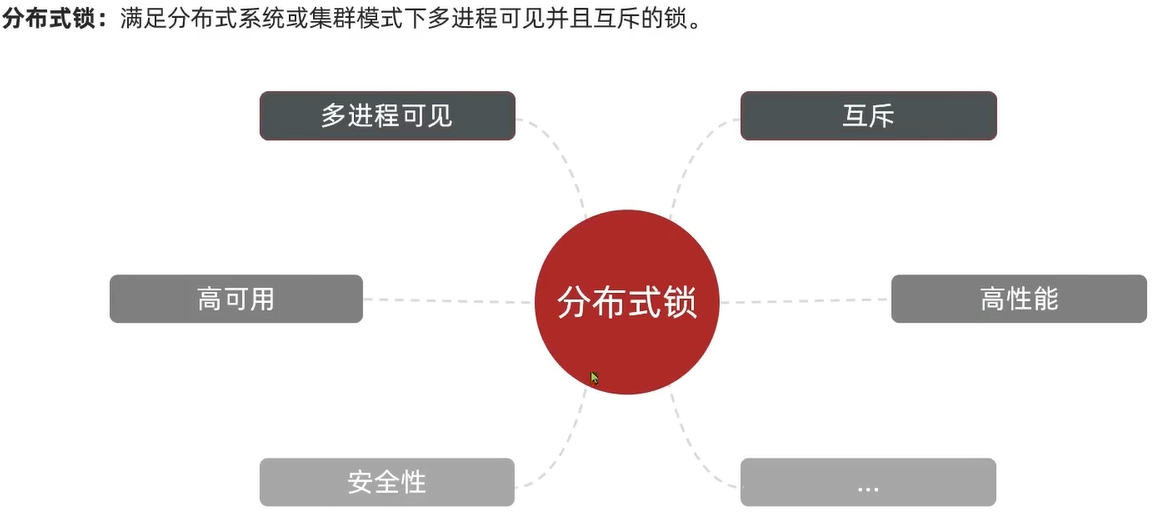 分布式锁：满足分布式系统或集群模式下多进程可见并且互斥的锁。
多进程可见
互斥
高可用
分布式锁
高性能
安全性
...